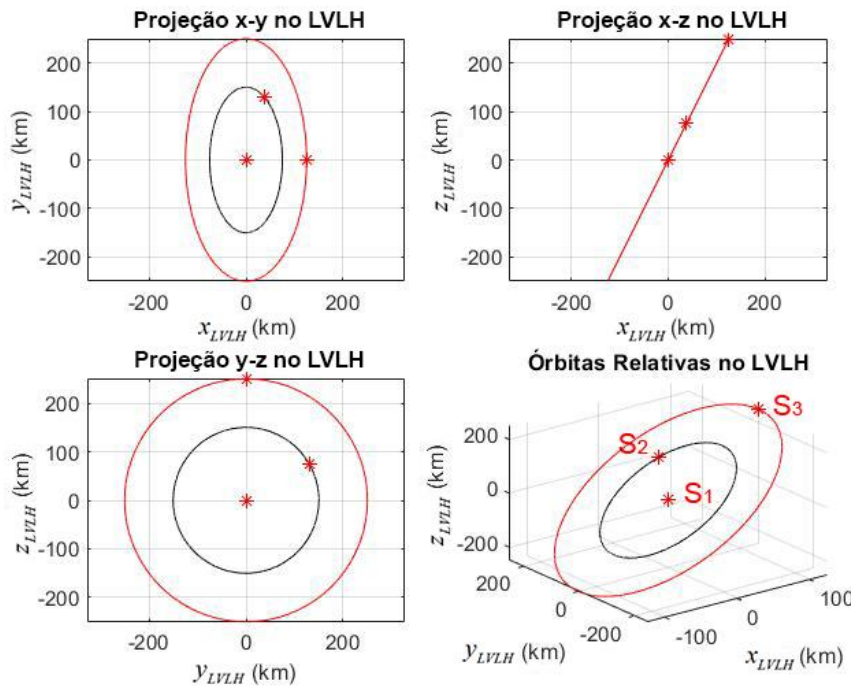 Projeção x-y no LVLH
200
100
0
-100
-200
y_LVLH (km)
-200 0 200
x_LVLH (km)
Projeção x-z no LVLH
200
100
0
-100
-200
z_LVLH (km)
-200 0 200
x_LVLH (km)
Projeção y-z no LVLH
200
100
0
-100
-200
z_LVLH (km)
-200 0 200
y_LVLH (km)
Órbitas Relativas no LVLH
S3
S2
S1
200
0
-200
z_LVLH (km)
200
0
-200
y_LVLH (km)
-100
0
100
x_LVLH (km)